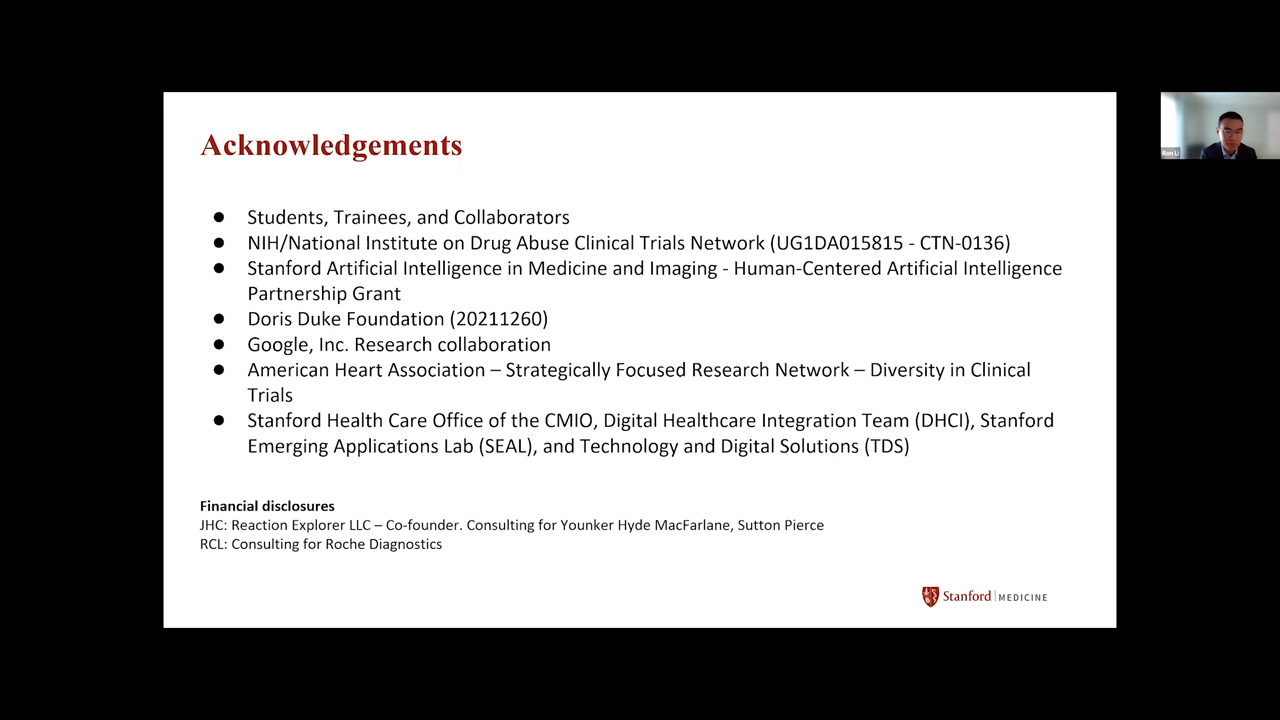 Acknowledgements
● Students, Trainees, and Collaborators
● NIH/National Institute on Drug Abuse Clinical Trials Network (UG1DA015815 - CTN-0136)
● Stanford Artificial Intelligence in Medicine and Imaging - Human-Centered Artificial Intelligence
Partnership Grant
● Doris Duke Foundation (20211260)
● Google, Inc. Research collaboration
● American Heart Association – Strategically Focused Research Network – Diversity in Clinical
Trials
● Stanford Health Care Office of the CMIO, Digital Healthcare Integration Team (DHCI), Stanford
Emerging Applications Lab (SEAL), and Technology and Digital Solutions (TDS)
Financial disclosures
JHC: Reaction Explorer LLC – Co-founder. Consulting for Younker Hyde MacFarlane, Sutton Pierce
RCL: Consulting for Roche Diagnostics
Stanford | MEDICINE
Ron Li